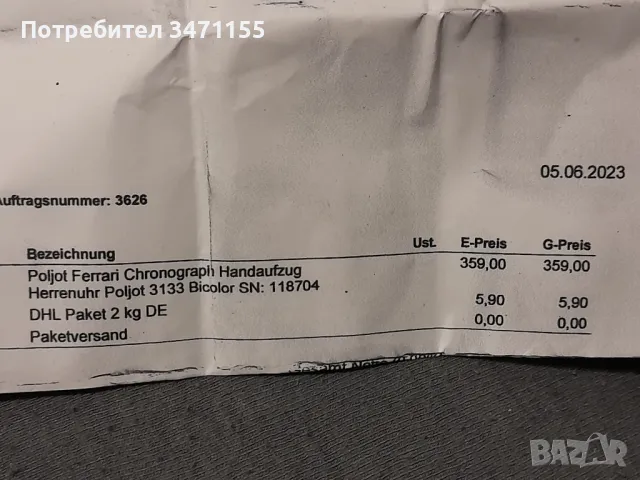 Потребител 3471155
05.06.2023
Auftragsnummer: 3626
Bezeichnung Ust. E-Preis G-Preis
Poljot Ferrari Chronograph Handaufzug 359,00 359,00
Herrenuhr Poljot 3133 Bicolor SN: 118704
DHL Paket 2 kg DE 5,90 5,90
Paketversand 0,00 0,00
BAZAR